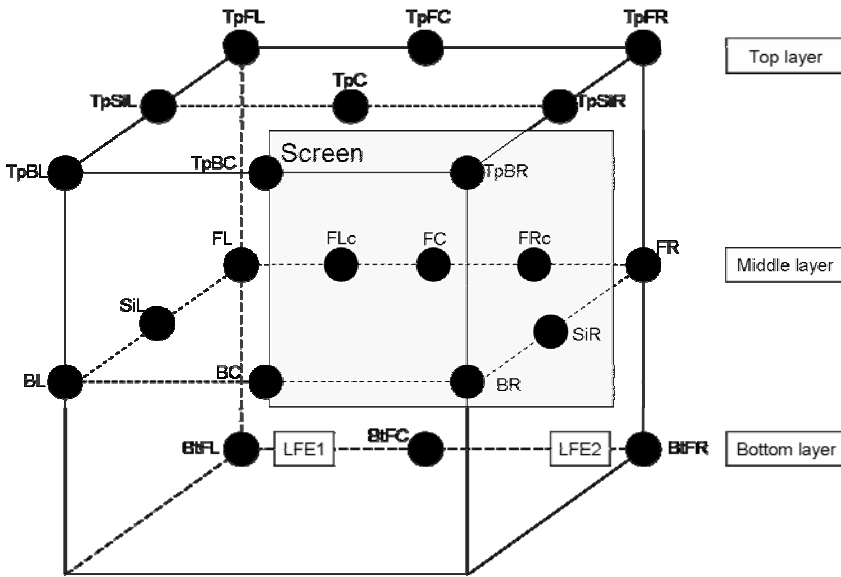 TpFL
TpFC
TpFR
Top layer
TpSiL
TpC
TpSiR
Screen
TpBL
TpBC
TpBR
FL
FLc
FC
FRc
FR
Middle layer
SiL
SiR
BL
BC
BR
BtFL
LFE1
BtFC
LFE2
BtFR
Bottom layer